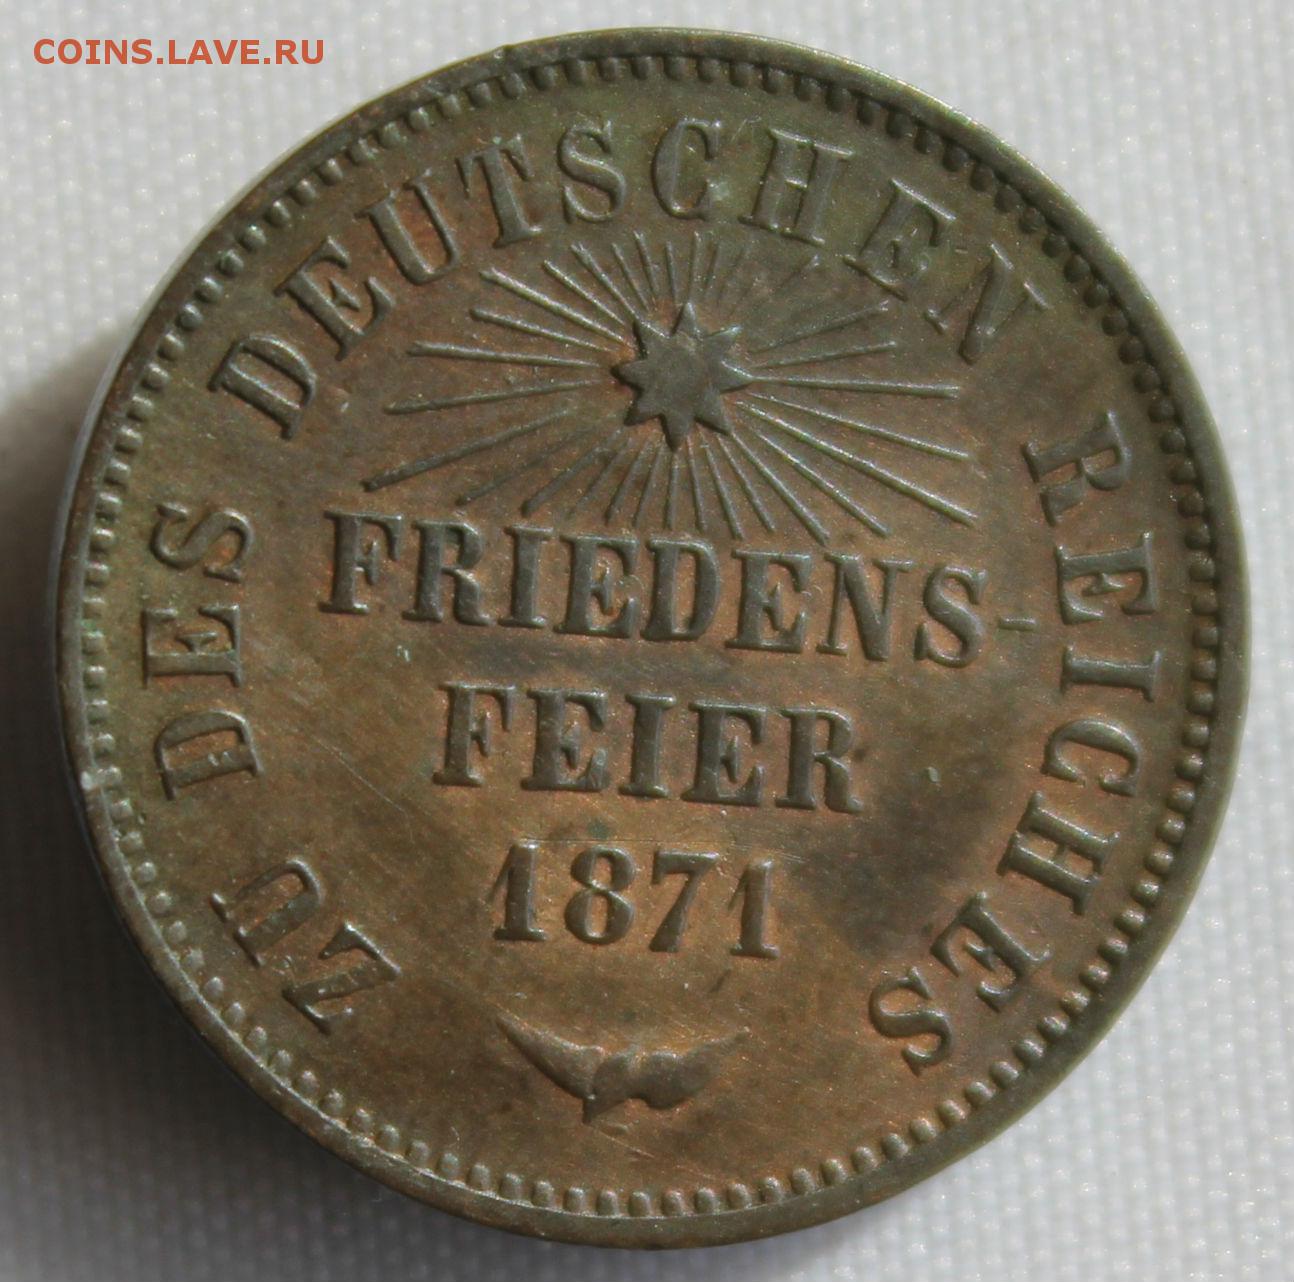 COINS.LAVE.RU
ZU DES DEUTSCHEN REICHES
FRIEDENS-
FEIER
1871